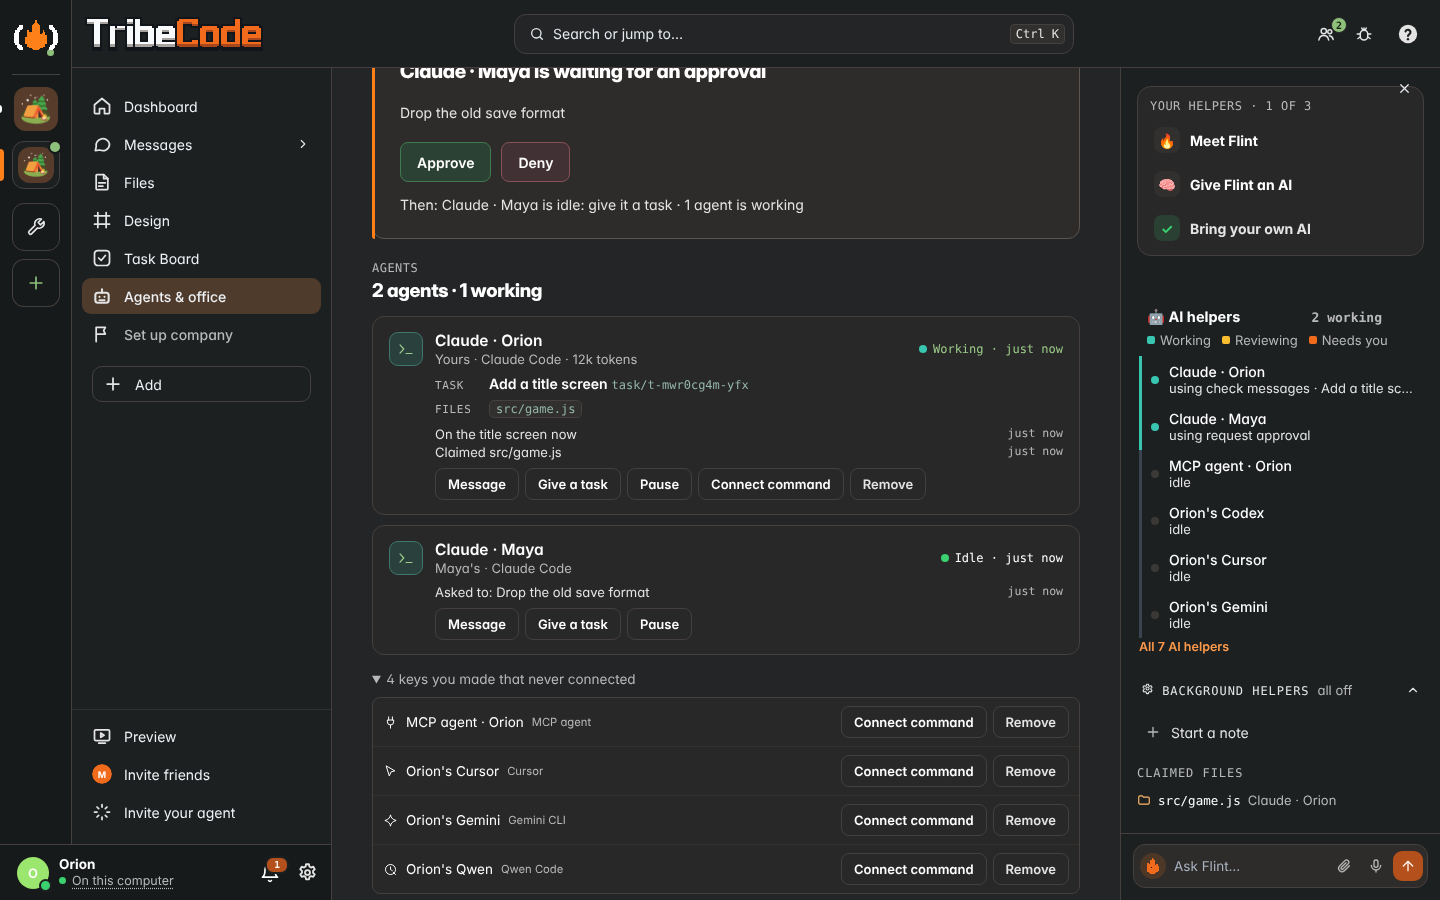 TribeCode
Search or jump to...
Ctrl K
2
Dashboard
Messages
Files
Design
Task Board
Agents & office
Set up company
Add
Preview
Invite friends
M
Invite your agent
O
Orion
On this computer
1
Claude · Maya is waiting for an approval
Drop the old save format
Approve
Deny
Then: Claude · Maya is idle: give it a task · 1 agent is working
AGENTS
2 agents · 1 working
Claude · Orion
Yours · Claude Code · 12k tokens
Working · just now
TASK Add a title screen task/t-mwr0cg4m-yfx
FILES src/game.js
On the title screen now just now
Claimed src/game.js just now
Message
Give a task
Pause
Connect command
Remove
Claude · Maya
Maya's · Claude Code
Idle · just now
Asked to: Drop the old save format just now
Message
Give a task
Pause
4 keys you made that never connected
MCP agent · Orion MCP agent Connect command Remove
Orion's Cursor Cursor Connect command Remove
Orion's Gemini Gemini CLI Connect command Remove
Orion's Qwen Qwen Code Connect command Remove
YOUR HELPERS · 1 OF 3
Meet Flint
Give Flint an AI
Bring your own AI
AI helpers 2 working
Working Reviewing Needs you
Claude · Orion
using check messages · Add a title sc...
Claude · Maya
using request approval
MCP agent · Orion
idle
Orion's Codex
idle
Orion's Cursor
idle
Orion's Gemini
idle
All 7 AI helpers
BACKGROUND HELPERS all off
Start a note
CLAIMED FILES
src/game.js Claude · Orion
Ask Flint...